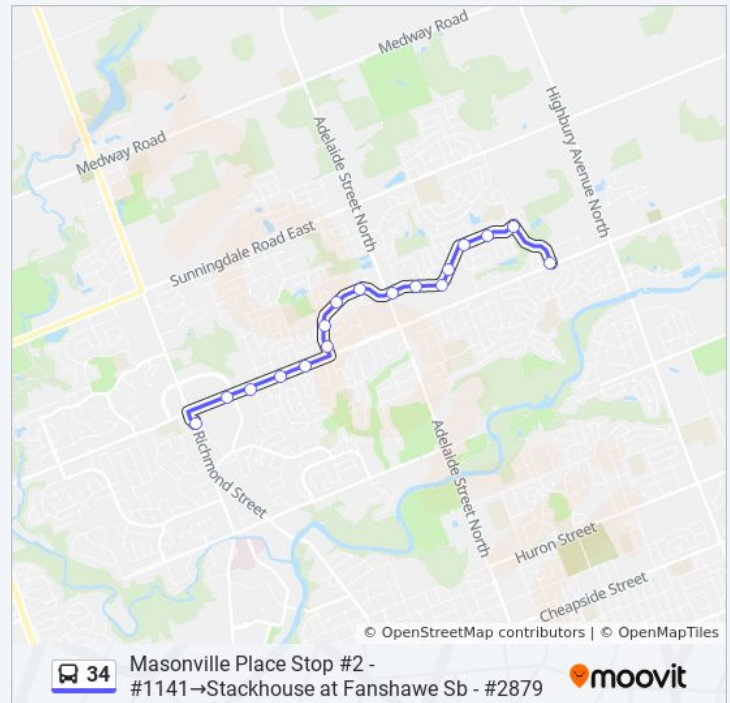 Medway Road
Medway Road
Highbury Avenue North
Adelaide Street North
Sunningdale Road East
Richmond Street
Adelaide Street North
Huron Street
Cheapside Street
© OpenStreetMap contributors | © OpenMapTiles
34
Masonville Place Stop #2 -
#1141→Stackhouse at Fanshawe Sb - #2879
moovit